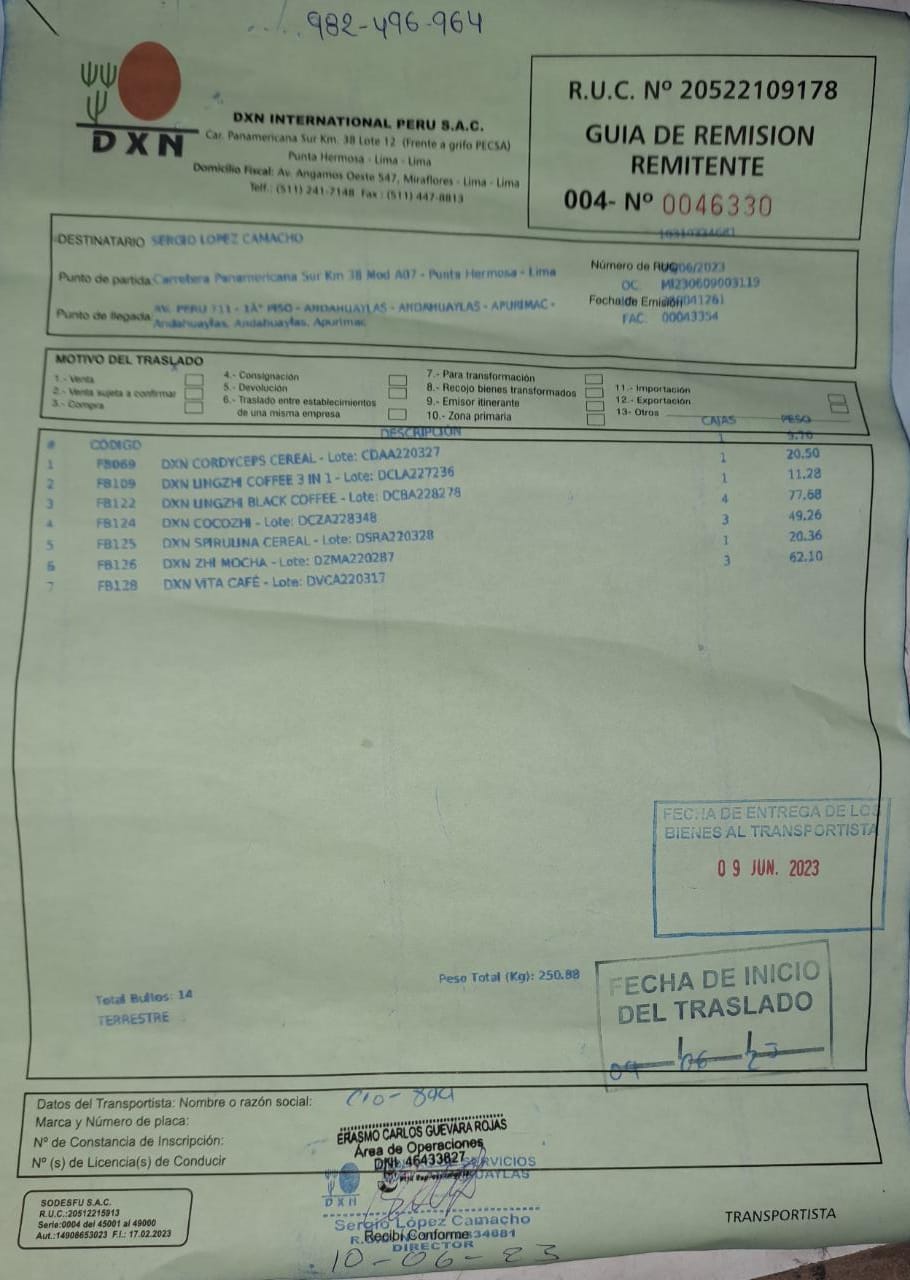 982-496-964
DXN
DXN INTERNATIONAL PERU S.A.C.
Car. Panamericana Sur Km. 38 Lote 12 (Frente a grifo PECSA)
Punta Hermosa - Lima - Lima
Domicilio Fiscal: Av. Angamos Oeste 547, Miraflores - Lima - Lima
Telf.: (511) 241-7148 Fax : (511) 447-8813
R.U.C. Nº 20522109178
GUIA DE REMISION
REMITENTE
004- Nº 0046330
DESTINATARIO SERGIO LOPEZ CAMACHO
Punto de partida Carretera Panamericana Sur Km 38 Mod A07 - Punta Hermosa - Lima
Punto de llegada AV. PERU 711 - 1A° PISO - ANDAHUAYLAS - ANDAHUAYLAS - APURIMAC -
Andahuaylas, Andahuaylas, Apurimac
Número de RUC 06/2023
OC. MI230609003119
Fecha de Emisión 041261
FAC. 00043354
MOTIVO DEL TRASLADO
1.- Venta
2.- Venta sujeta a confirmar
3.- Compra
4.- Consignación
5.- Devolución
6.- Traslado entre establecimientos
de una misma empresa
7.- Para transformación
8.- Recojo bienes transformados
9.- Emisor itinerante
10.- Zona primaria
11.- Importación
12.- Exportación
13- Otros
# CÓDIGO DESCRIPCIÓN CAJAS PESO
1 FB069 DXN CORDYCEPS CEREAL - Lote: CDAA220327 1 9.70
2 FB109 DXN LINGZHI COFFEE 3 IN 1 - Lote: DCLA227236 1 20.50
3 FB122 DXN LINGZHI BLACK COFFEE - Lote: DCBA228278 1 11.28
4 FB124 DXN COCOZHI - Lote: DCZA228348 4 77.68
5 FB125 DXN SPIRULINA CEREAL - Lote: DSRA220328 3 49.26
6 FB126 DXN ZHI MOCHA - Lote: DZMA220287 1 20.36
7 FB128 DXN VITA CAFÉ - Lote: DVCA220317 3 62.10
FECHA DE ENTREGA DE LOS
BIENES AL TRANSPORTISTA
09 JUN. 2023
Total Bultos: 14
TERRESTRE
Peso Total (Kg): 250.88
FECHA DE INICIO
DEL TRASLADO
09-06-23
Datos del Transportista: Nombre o razón social:
Marca y Número de placa:
Nº de Constancia de Inscripción:
Nº (s) de Licencia(s) de Conducir
ERASMO CARLOS GUEVARA ROJAS
Área de Operaciones
DNI: 46433827
DXN
Sergio López Camacho
Recibí Conforme
DIRECTOR
10-06-23
SODESFU S.A.C.
R.U.C.:20512215913
Serie:0004 del 45001 al 49000
Aut.:14908653023 F.I.: 17.02.2023
TRANSPORTISTA